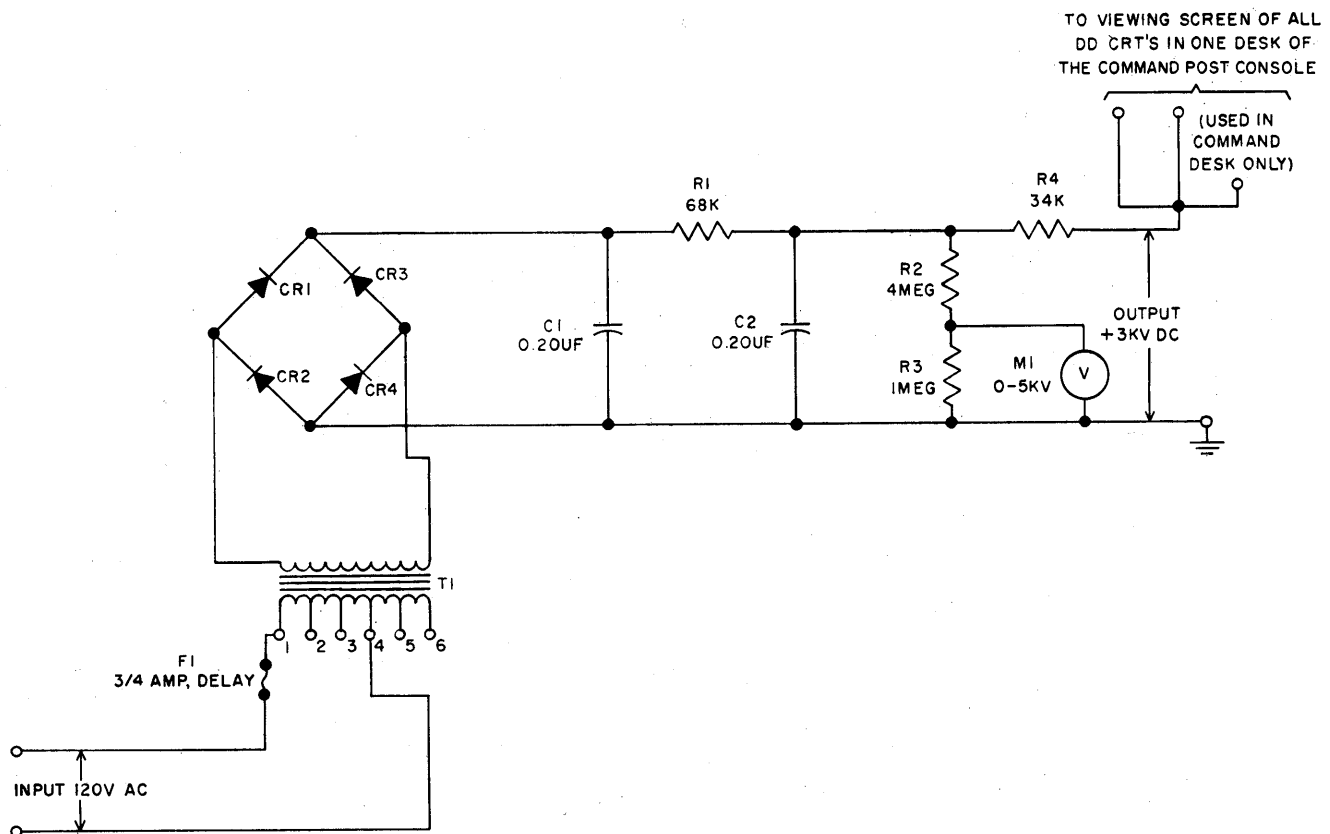 TO VIEWING SCREEN OF ALL
DD CRT'S IN ONE DESK OF
THE COMMAND POST CONSOLE
(USED IN
COMMAND
DESK ONLY)
R1
68K
R4
34K
CR1
CR3
CR2
CR4
C1
0.20UF
C2
0.20UF
R2
4MEG
R3
1MEG
M1
0-5KV
V
OUTPUT
+3KV DC
T1
1 2 3 4 5 6
F1
3/4 AMP, DELAY
INPUT 120V AC